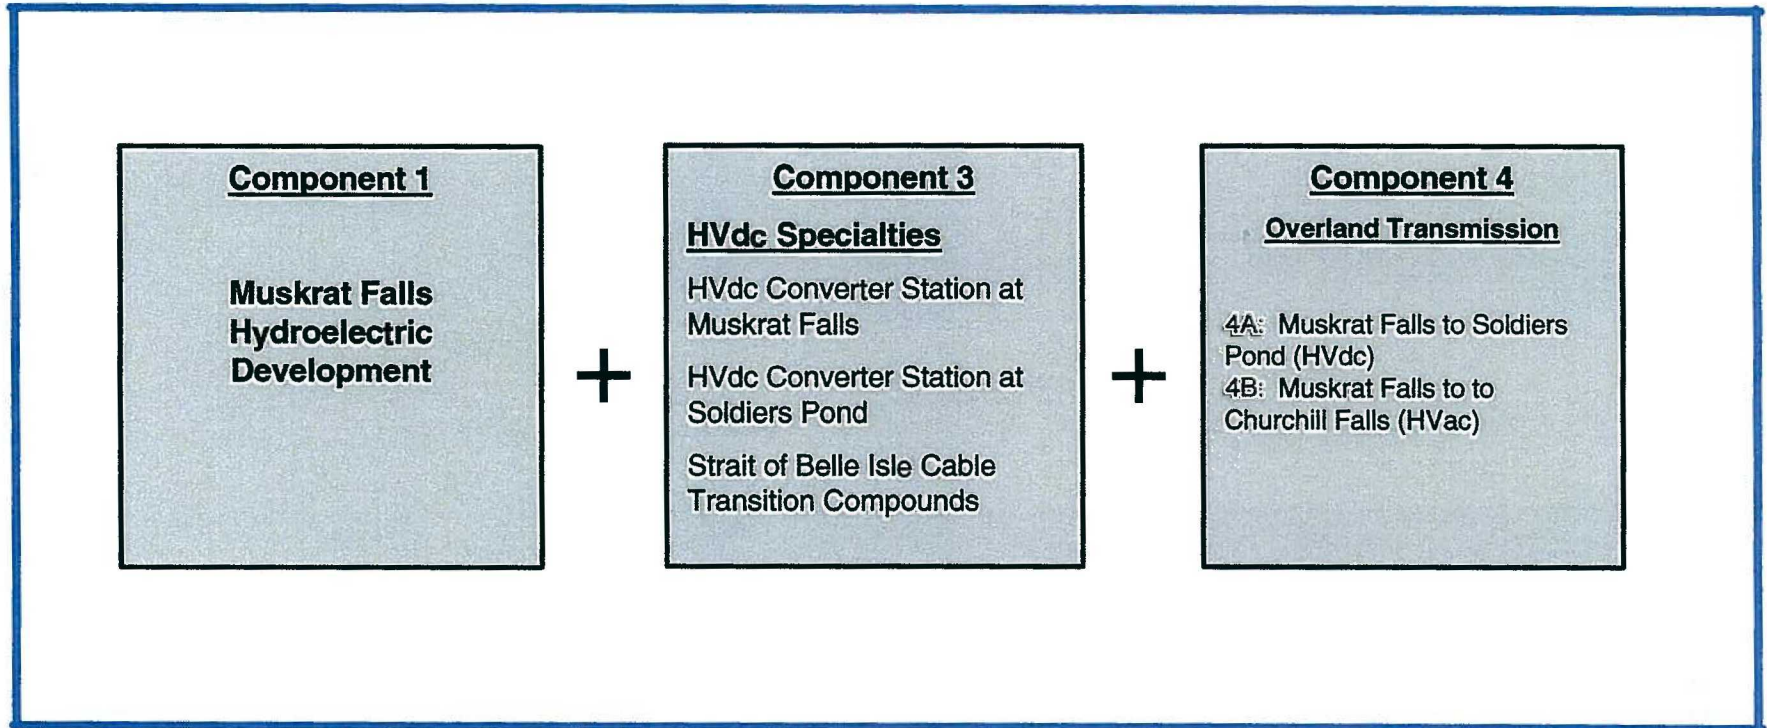 Component 1
Muskrat Falls
Hydroelectric
Development
+
Component 3
HVdc Specialties
HVdc Converter Station at
Muskrat Falls
HVdc Converter Station at
Soldiers Pond
Strait of Belle Isle Cable
Transition Compounds
+
Component 4
Overland Transmission
4A: Muskrat Falls to Soldiers
Pond (HVdc)
4B: Muskrat Falls to to
Churchill Falls (HVac)